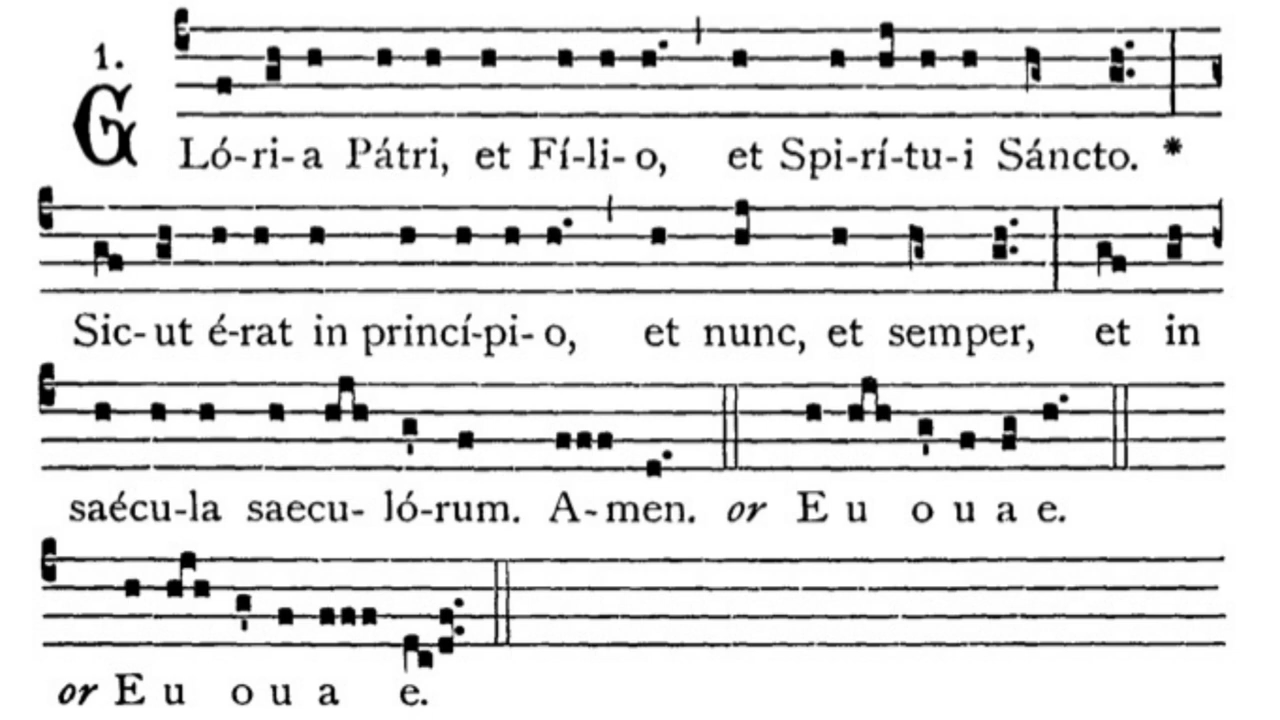 1.
GLó-ri-a Pátri, et Fí-li-o, et Spi-rí-tu-i Sáncto. *
Sic-ut é-rat in princí-pi-o, et nunc, et semper, et in
saécu-la saecu-ló-rum. A-men. or E u o u a e.
or E u o u a e.